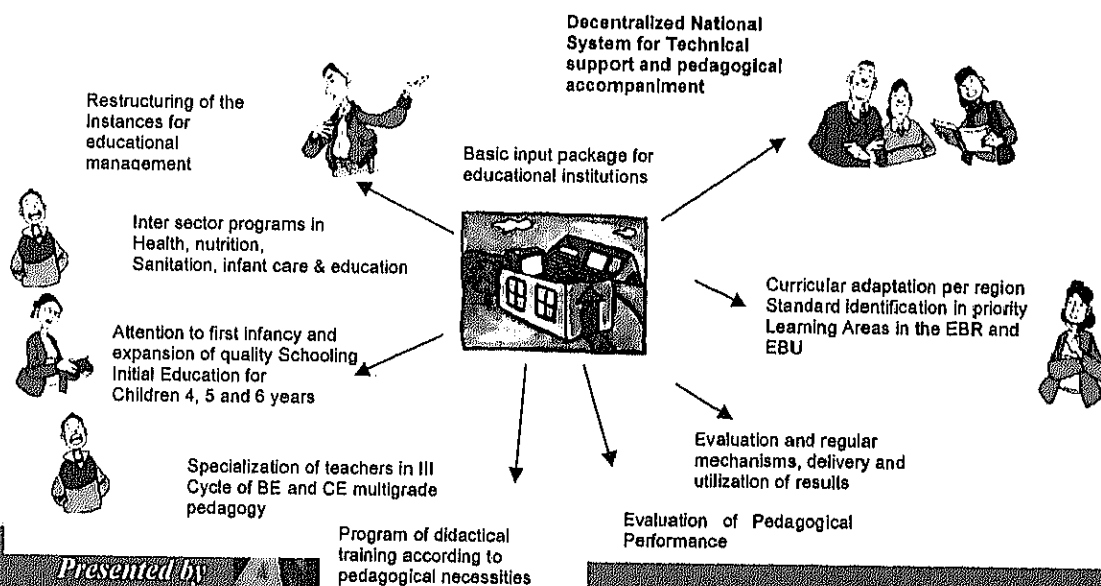 Decentralized National
System for Technical
support and pedagogical
accompaniment
Restructuring of the
Instances for
educational
management
Basic input package for
educational institutions
Inter sector programs in
Health, nutrition,
Sanitation, infant care & education
Curricular adaptation per region
Standard identification in priority
Learning Areas in the EBR and
EBU
Attention to first infancy and
expansion of quality Schooling
Initial Education for
Children 4, 5 and 6 years
Evaluation and regular
mechanisms, delivery and
utilization of results
Specialization of teachers in III
Cycle of BE and CE multigrade
pedagogy
Evaluation of Pedagogical
Performance
Program of didactical
training according to
pedagogical necessities
Presented by